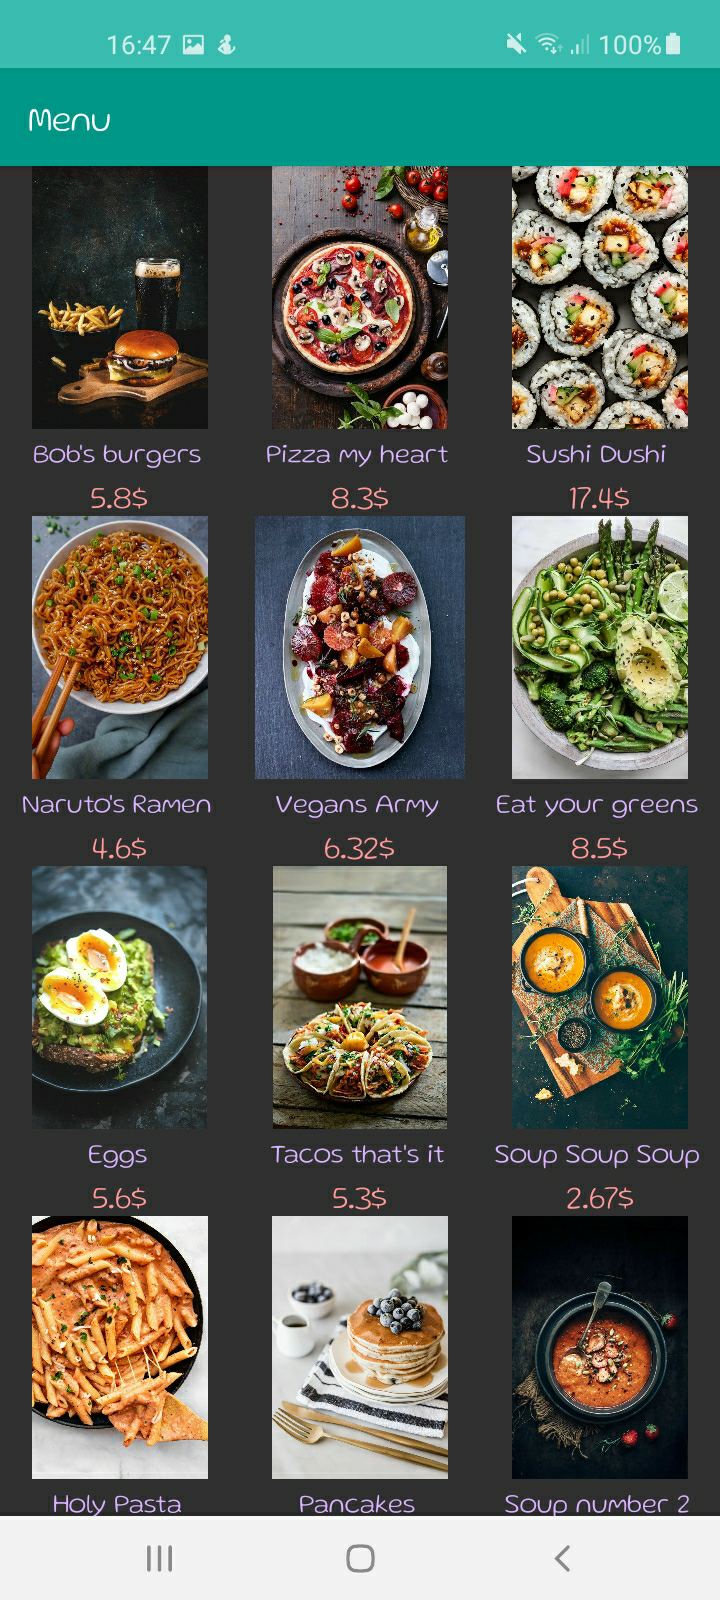 16:47 100%
Menu
Bob's burgers Pizza my heart Sushi Dushi
5.8$ 8.3$ 17.4$
Naruto's Ramen Vegans Army Eat your greens
4.6$ 6.32$ 8.5$
Eggs Tacos that's it Soup Soup Soup
5.6$ 5.3$ 2.67$
Holy Pasta Pancakes Soup number 2